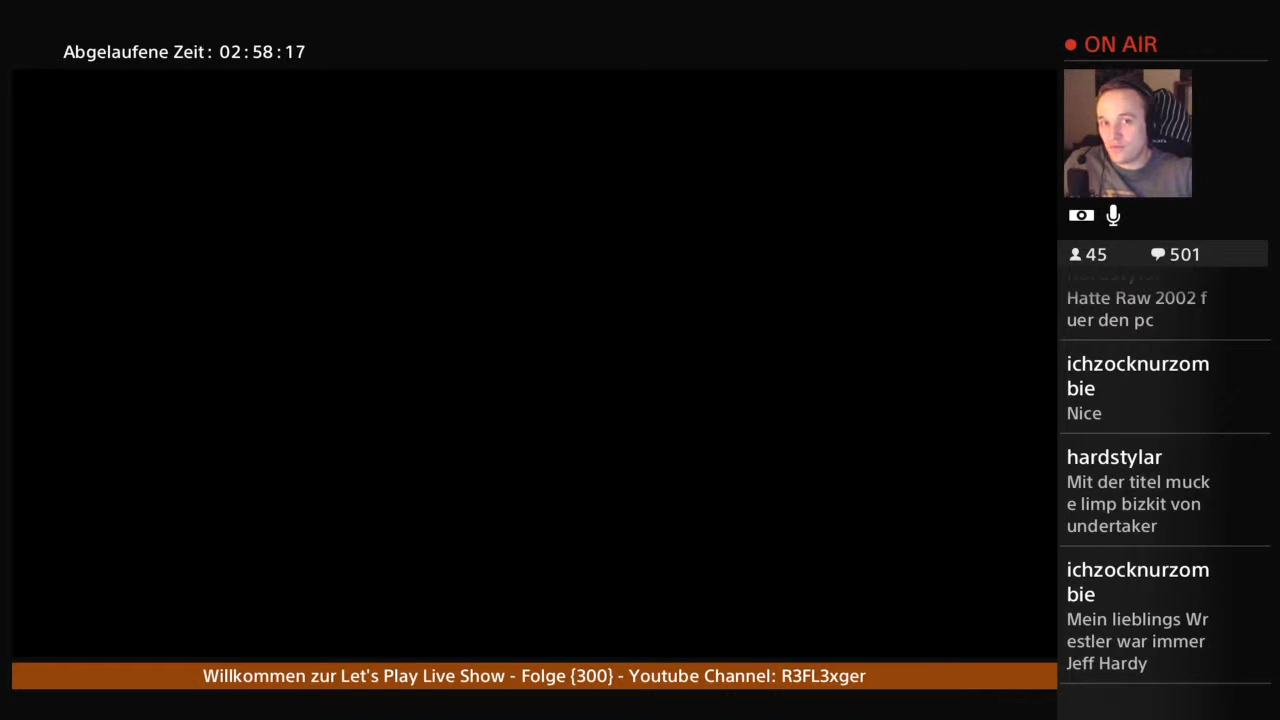 Abgelaufene Zeit: 02:58:17
ON AIR
45 501
Hatte Raw 2002 f
uer den pc
ichzocknurzom
bie
Nice
hardstylar
Mit der titel muck
e limp bizkit von
undertaker
ichzocknurzom
bie
Mein lieblings Wr
estler war immer
Jeff Hardy
Willkommen zur Let's Play Live Show - Folge {300} - Youtube Channel: R3FL3xger